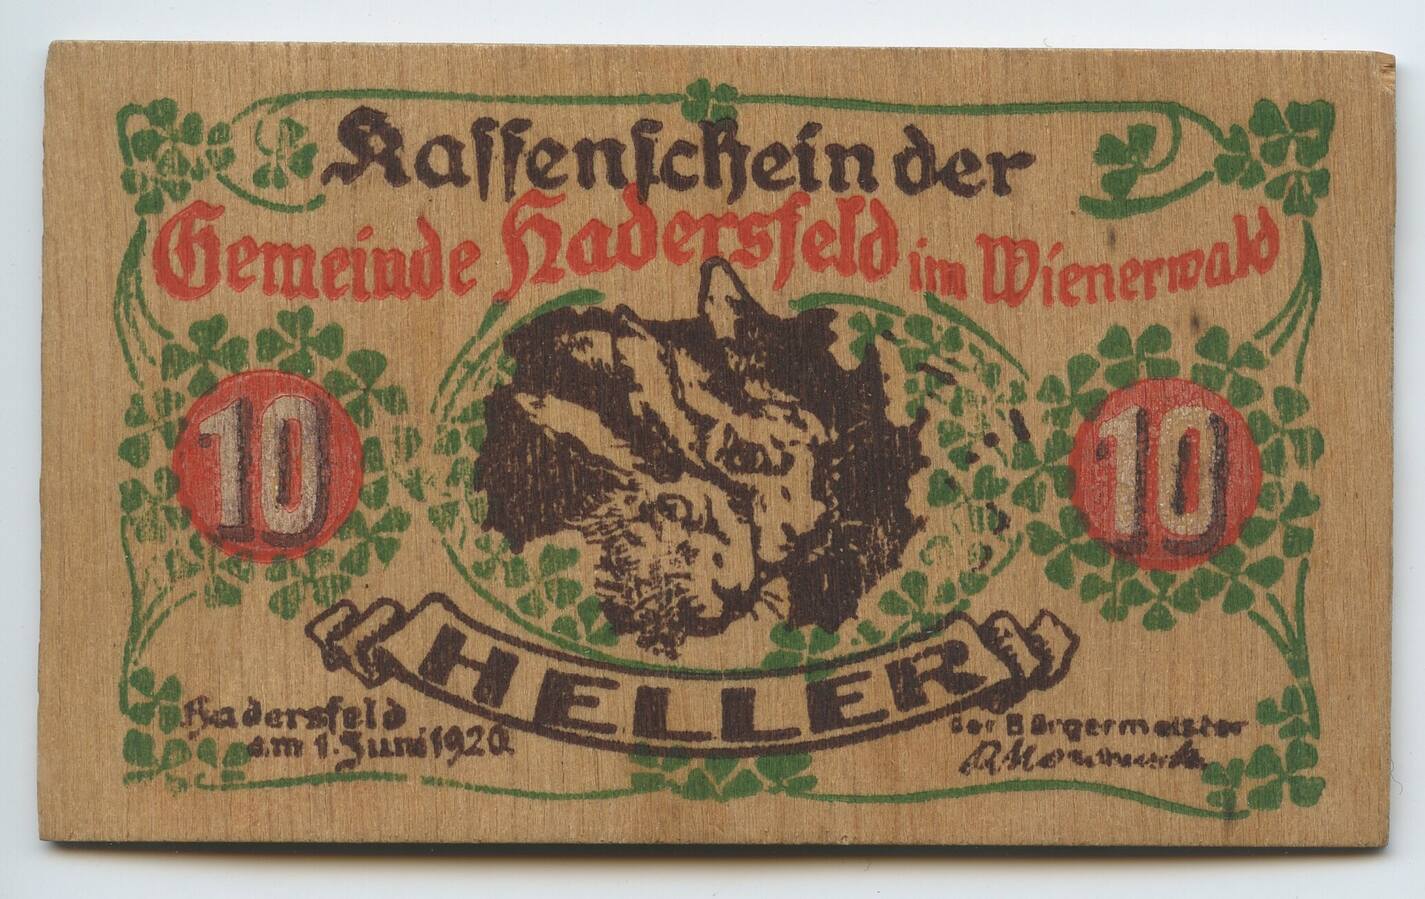 Kassenschein der
Gemeinde Hadersfeld im Wienerwald
10
10
HELLER
Hadersfeld
am 1. Juni 1920.
der Bürgermeister